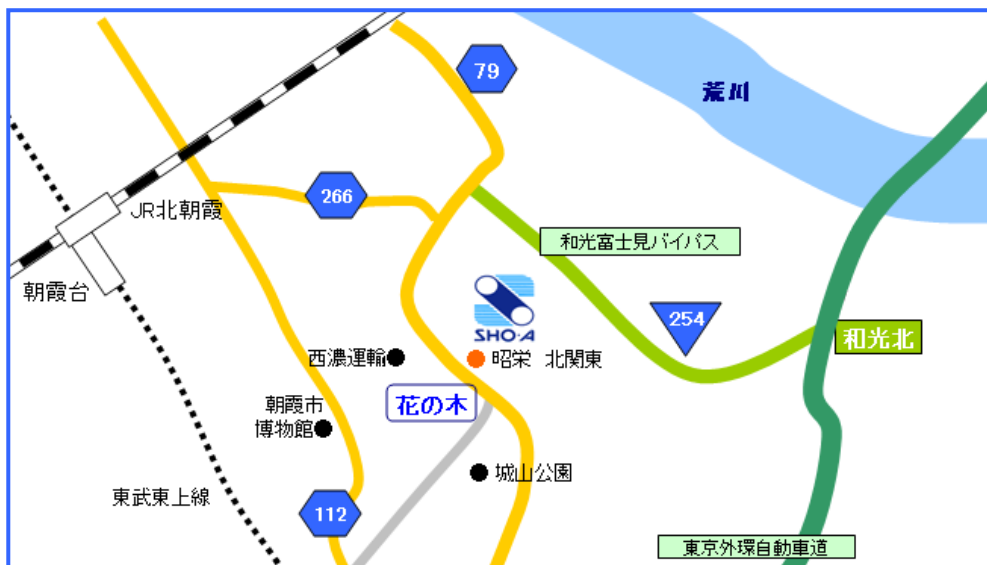 79
荒川
266
JR北朝霞
和光富士見バイパス
朝霞台
254
SHO·A
和光北
西濃運輸
昭栄 北関東
花の木
朝霞市
博物館
城山公園
東武東上線
112
東京外環自動車道